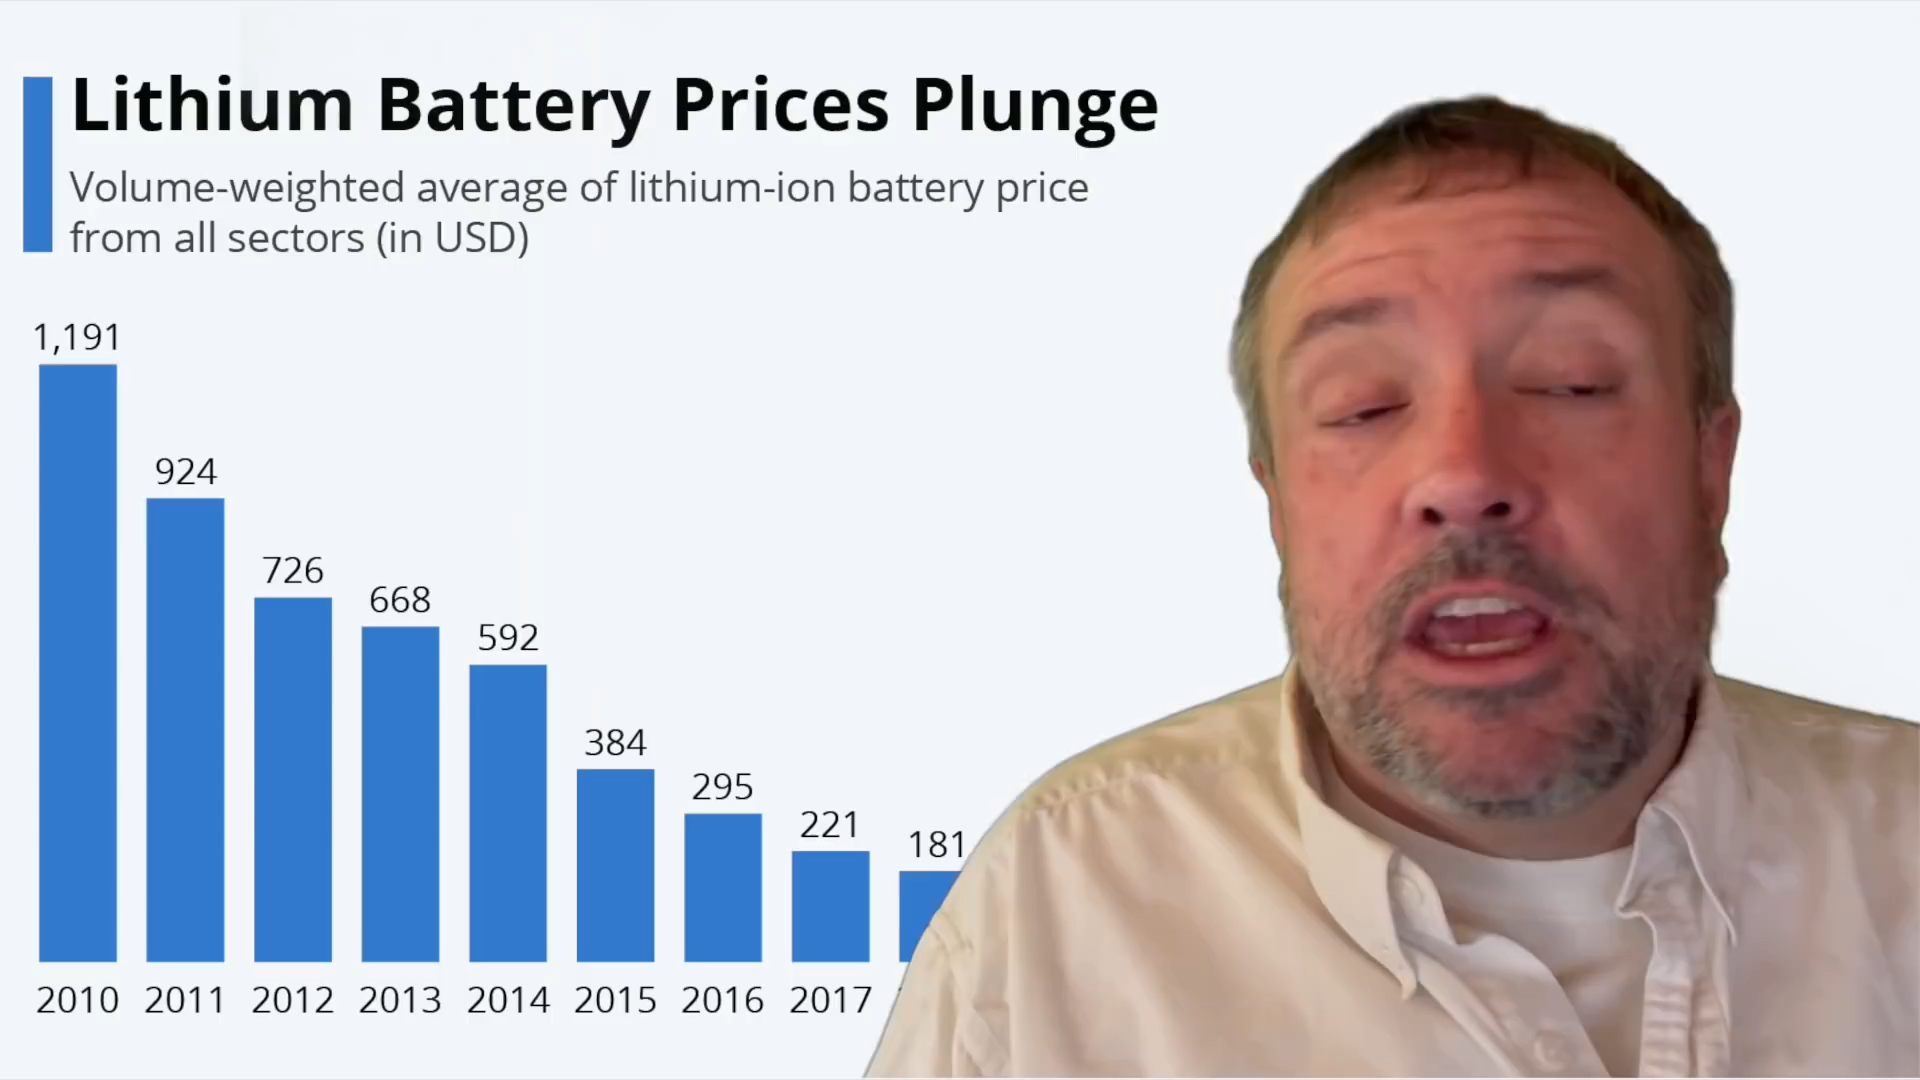 Lithium Battery Prices Plunge
Volume-weighted average of lithium-ion battery price
from all sectors (in USD)
1,191
924
726
668
592
384
295
221
181
2010 2011 2012 2013 2014 2015 2016 2017